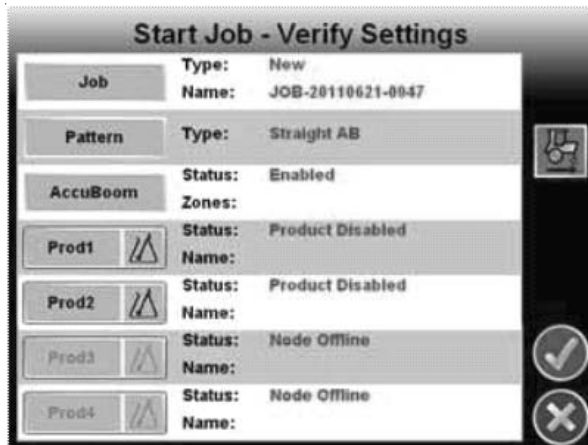 Start Job - Verify Settings
Job
Type: New
Name: JOB-20110621-0947
Pattern
Type: Straight AB
AccuBoom
Status: Enabled
Zones:
Prod1
Status: Product Disabled
Name:
Prod2
Status: Product Disabled
Name:
Prod3
Status: Node Offline
Name:
Prod4
Status: Node Offline
Name: